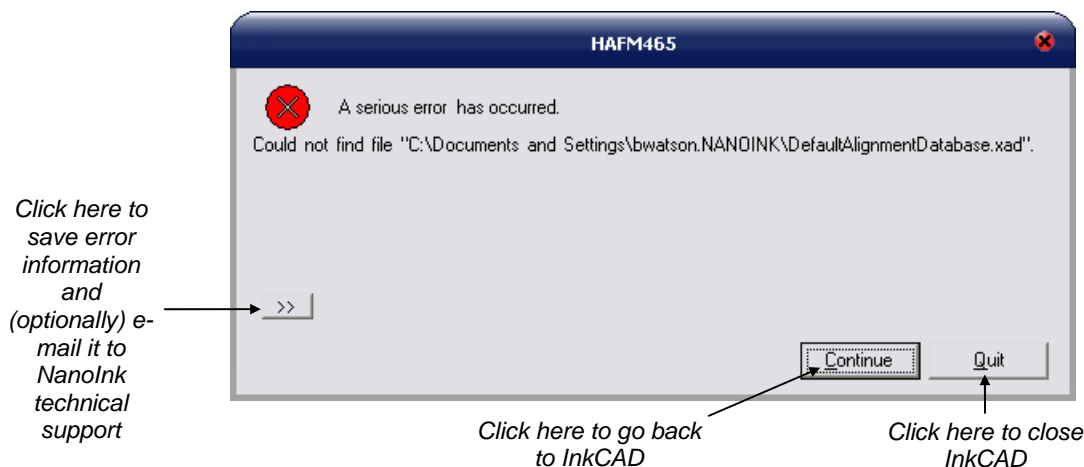 HAFM465
A serious error has occurred.
Could not find file "C:\Documents and Settings\bwatson.NANOINK\DefaultAlignmentDatabase.xad".
Click here to
save error
information
and
(optionally) e-
mail it to
NanoInk
technical
support
>>
Continue
Quit
Click here to go back
to InkCAD
Click here to close
InkCAD